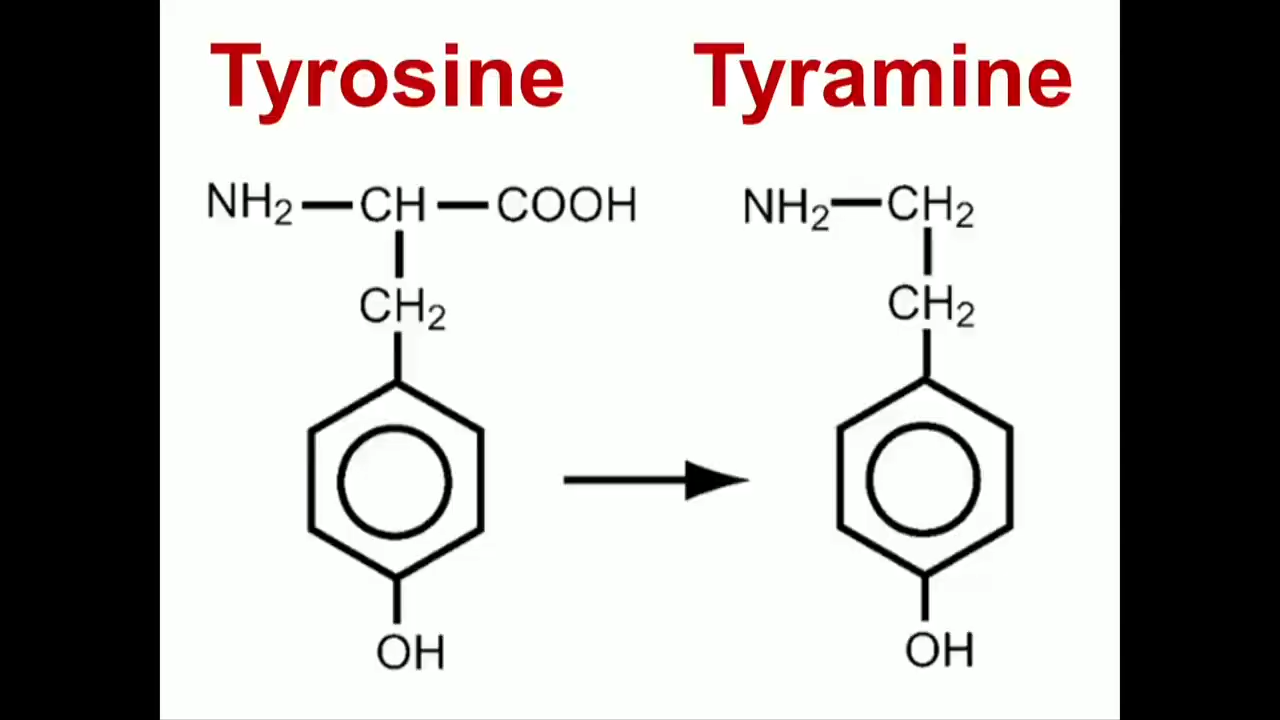 Tyrosine
Tyramine
NH₂—CH—COOH
CH₂
OH
NH₂—CH₂
CH₂
OH